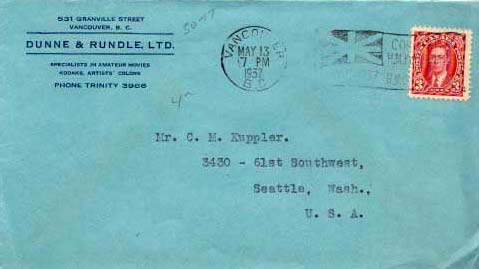 531 GRANVILLE STREET
VANCOUVER, B. C.
DUNNE & RUNDLE, LTD.
SPECIALISTS IN AMATEUR MOVIES
KODAKS, ARTISTS' COLORS
PHONE TRINITY 3906
VANCOUVER
MAY 13
17 PM
1937
B.C.
Mr. C. M. Kuppler.
3430 - 61st Southwest,
Seattle, Wash.,
U. S. A.